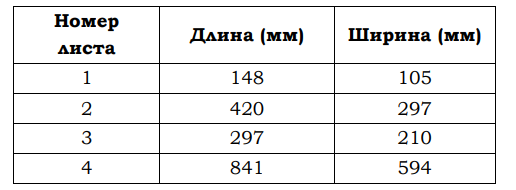 Номер листа Длина (мм) Ширина (мм)
1 148 105
2 420 297
3 297 210
4 841 594